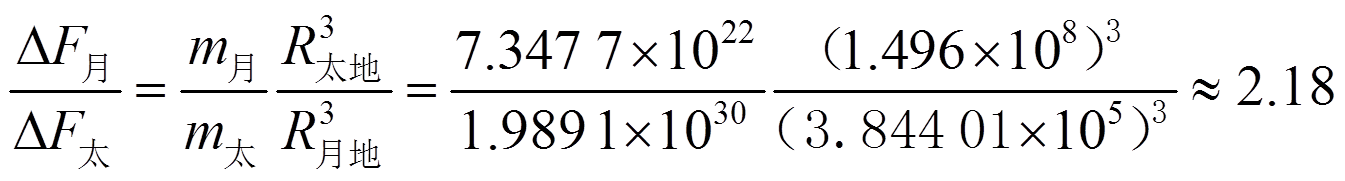 ΔF月/ΔF太 = m月/m太 R³太地/R³月地 = 7.347 7×10²²/1.989 1×10³⁰ (1.496×10⁸)³/(3.844 01×10⁵)³ ≈ 2.18